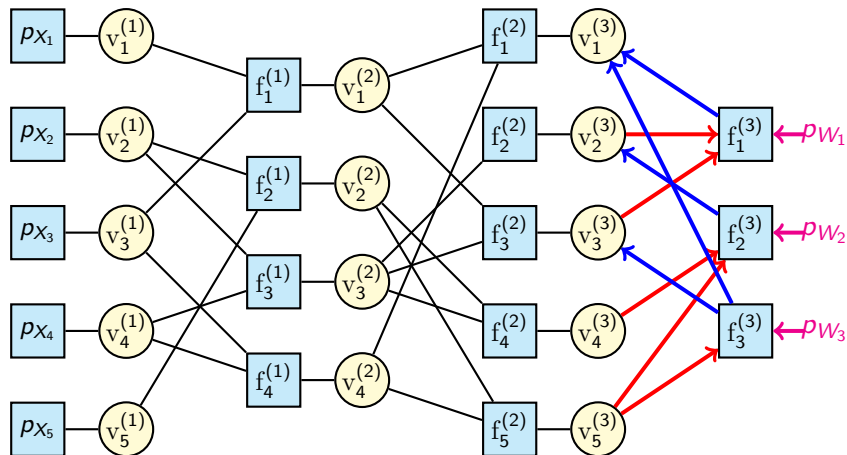 p_{X_1} v_1^{(1)} f_1^{(2)} v_1^{(3)}
f_1^{(1)} v_1^{(2)}
p_{X_2} v_2^{(1)} f_2^{(2)} v_2^{(3)} f_1^{(3)} p_{W_1}
f_2^{(1)} v_2^{(2)}
p_{X_3} v_3^{(1)} f_3^{(2)} v_3^{(3)} f_2^{(3)} p_{W_2}
f_3^{(1)} v_3^{(2)}
p_{X_4} v_4^{(1)} f_4^{(2)} v_4^{(3)} f_3^{(3)} p_{W_3}
f_4^{(1)} v_4^{(2)}
p_{X_5} v_5^{(1)} f_5^{(2)} v_5^{(3)}